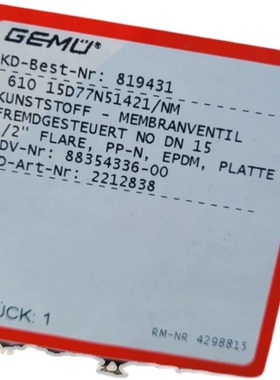 GEMÜ®
KD-Best-Nr: 819431
610 15D77N51421/NM
KUNSTSTOFF - MEMBRANVENTIL
FREMDGESTEUERT NO DN 15
/2" FLARE, PP-N, EPDM, PLATTE
DV-Nr: 88354336-00
D-Art-Nr: 2212838
ÜCK: 1
RM-NR 4298815